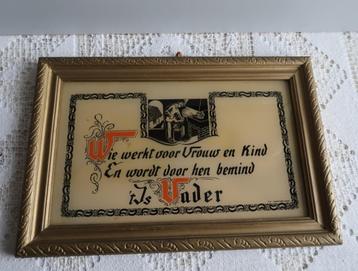 Wie werkt voor Vrouw en Kind
En wordt door hen bemind
Is Vader